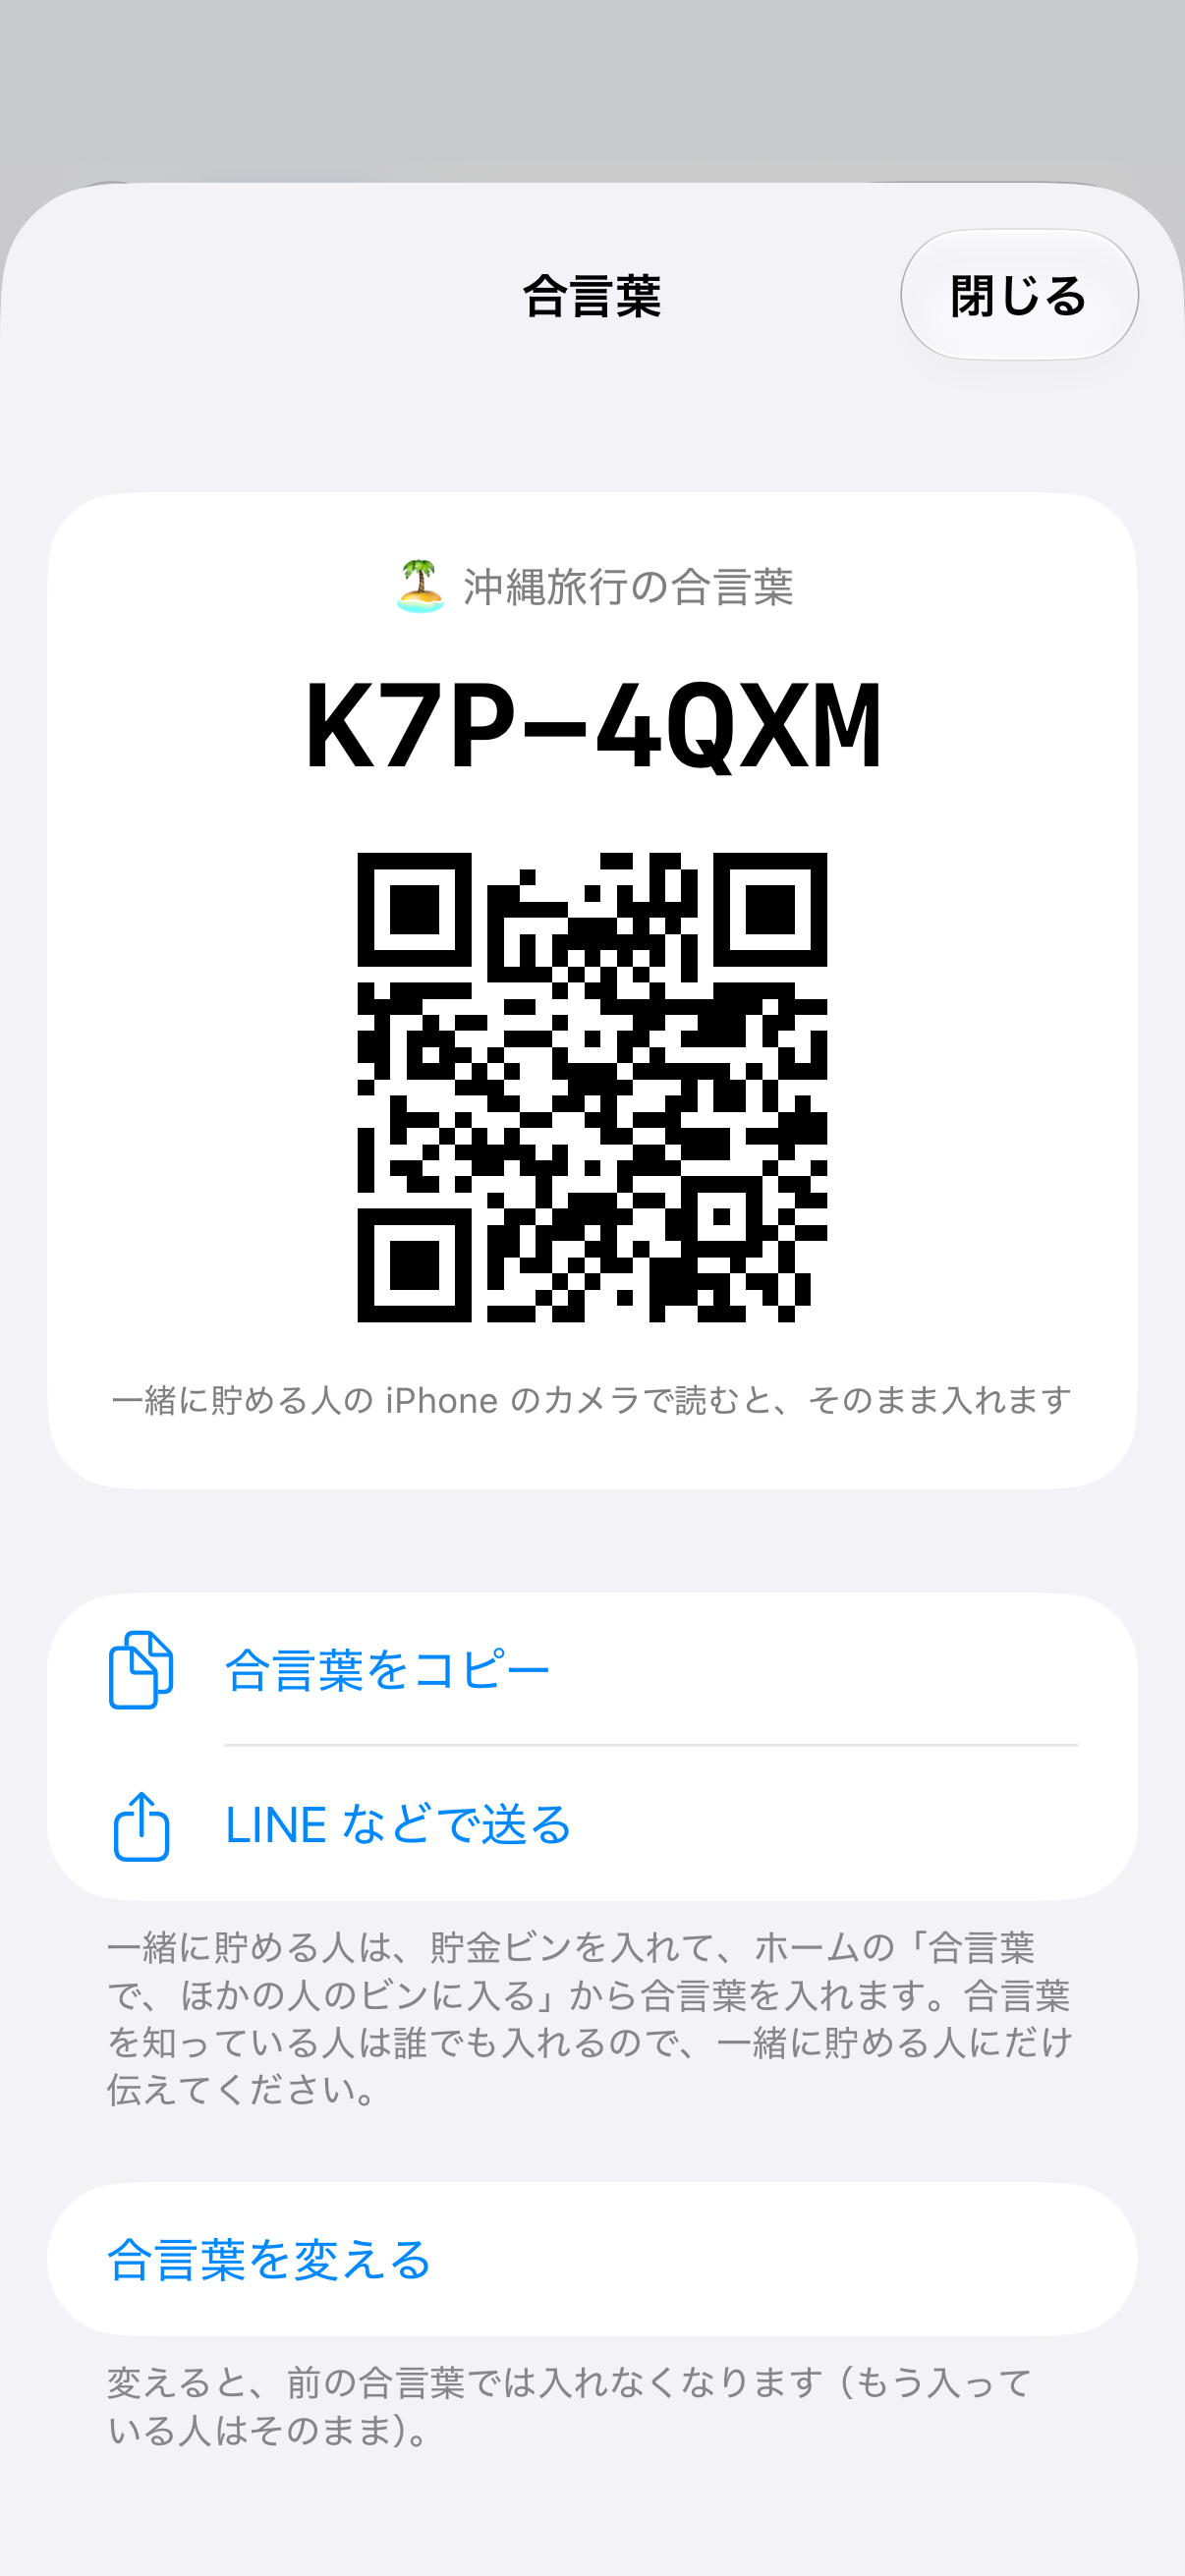 合言葉
閉じる
🏝️ 沖縄旅行の合言葉
K7P-4QXM
一緒に貯める人の iPhone のカメラで読むと、そのまま入れます
合言葉をコピー
LINE などで送る
一緒に貯める人は、貯金ビンを入れて、ホームの「合言葉
で、ほかの人のビンに入る」から合言葉を入れます。合言葉
を知っている人は誰でも入れるので、一緒に貯める人にだけ
伝えてください。
合言葉を変える
変えると、前の合言葉では入れなくなります（もう入って
いる人はそのまま）。